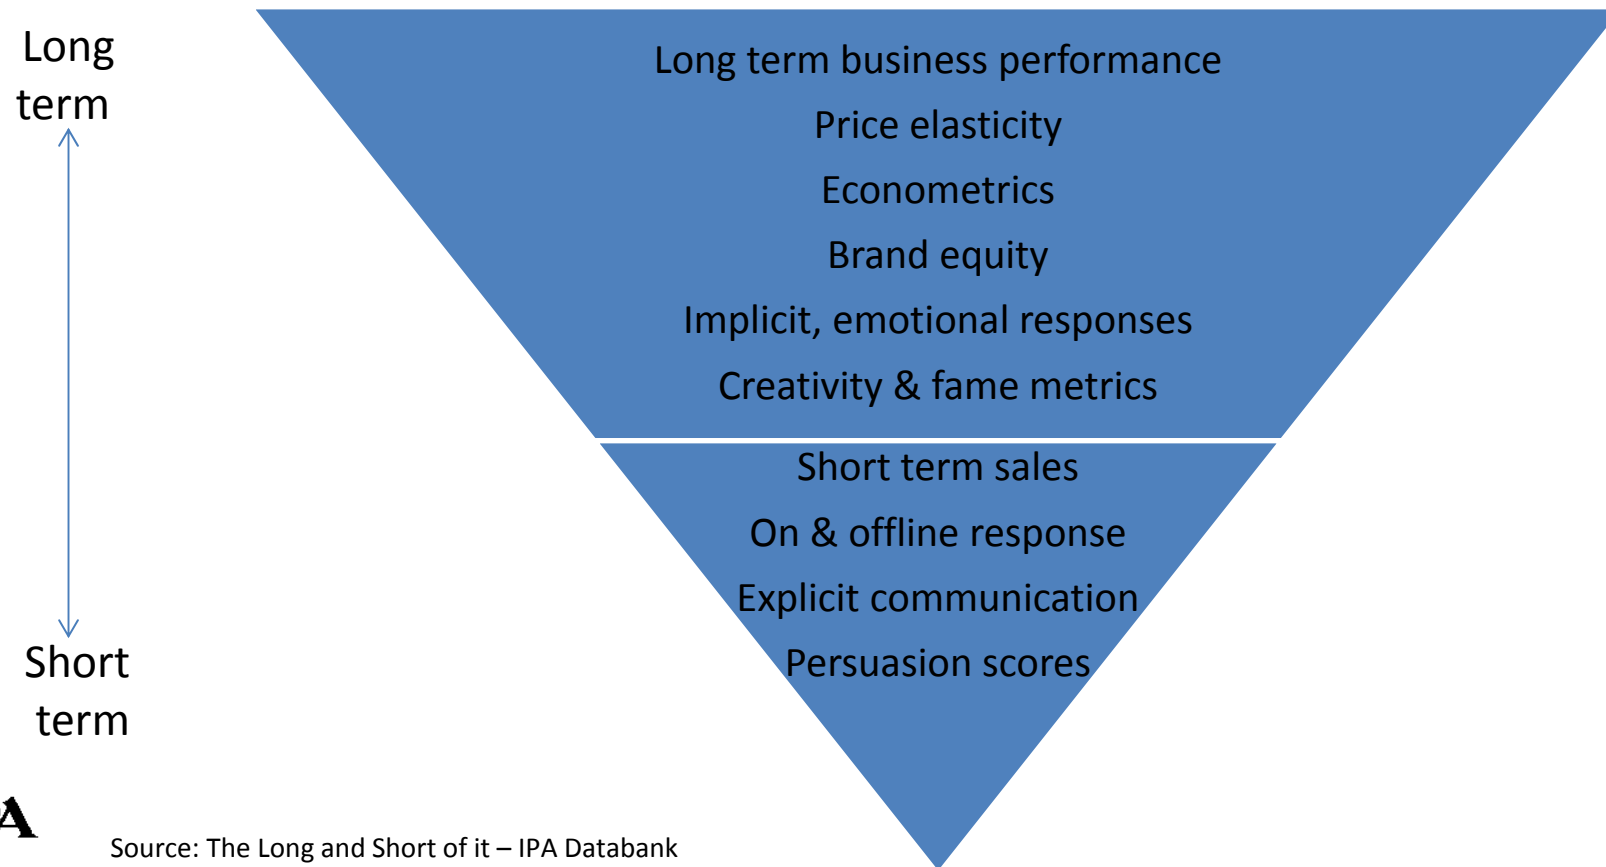 Long
term
Long term business performance
Price elasticity
Econometrics
Brand equity
Implicit, emotional responses
Creativity & fame metrics
Short term sales
On & offline response
Explicit communication
Persuasion scores
Short
term
Source: The Long and Short of it – IPA Databank